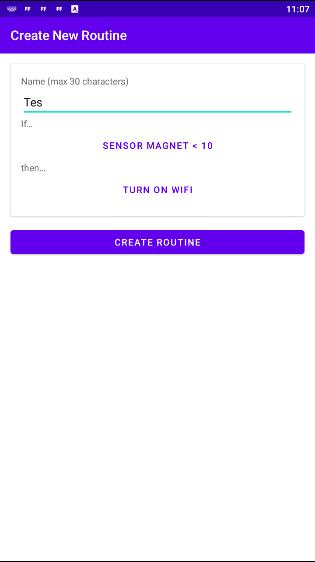 11:07
Create New Routine
Name (max 30 characters)
Tes
If...
SENSOR MAGNET < 10
then...
TURN ON WIFI
CREATE ROUTINE